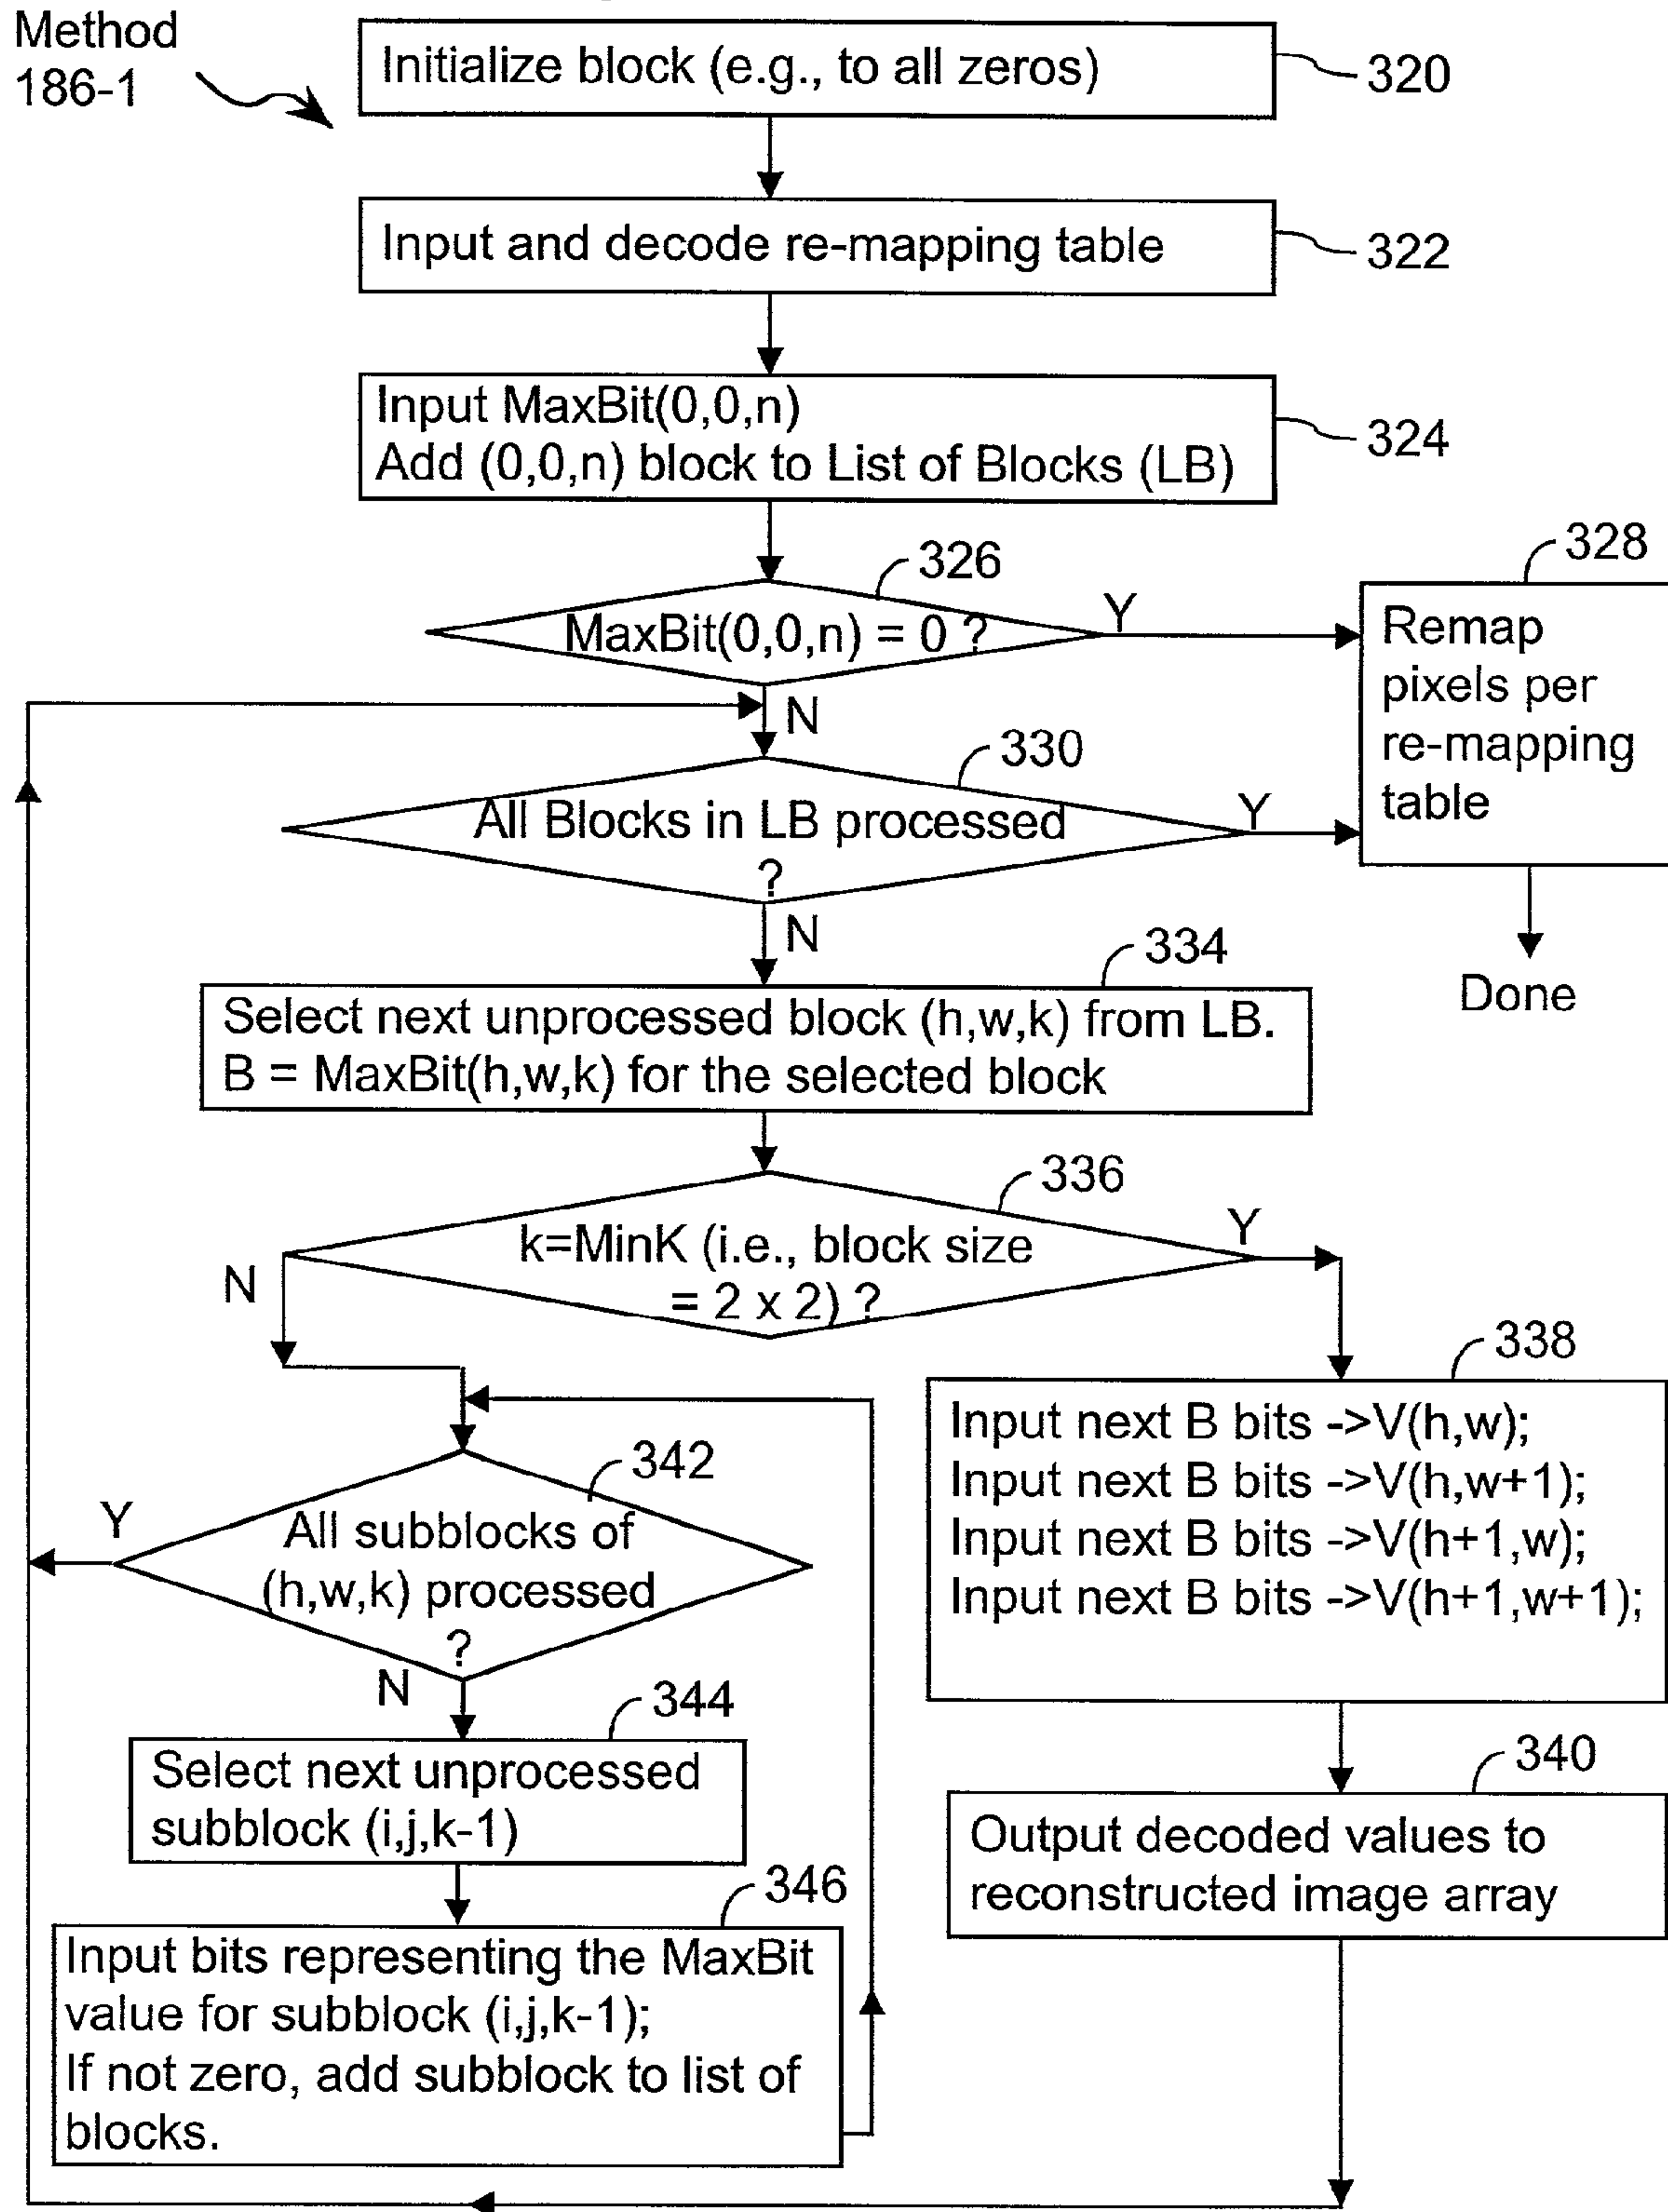 Method
186-1
Initialize block (e.g., to all zeros)
320
Input and decode re-mapping table
322
Input MaxBit(0,0,n)
Add (0,0,n) block to List of Blocks (LB)
324
326
MaxBit(0,0,n) = 0 ?
Y
N
328
Remap
pixels per
re-mapping
table
Done
330
All Blocks in LB processed
?
Y
N
334
Select next unprocessed block (h,w,k) from LB.
B = MaxBit(h,w,k) for the selected block
336
k=MinK (i.e., block size
= 2 x 2) ?
Y
N
338
Input next B bits ->V(h,w);
Input next B bits ->V(h,w+1);
Input next B bits ->V(h+1,w);
Input next B bits ->V(h+1,w+1);
340
Output decoded values to
reconstructed image array
342
All subblocks of
(h,w,k) processed
?
Y
N
344
Select next unprocessed
subblock (i,j,k-1)
346
Input bits representing the MaxBit
value for subblock (i,j,k-1);
If not zero, add subblock to list of
blocks.